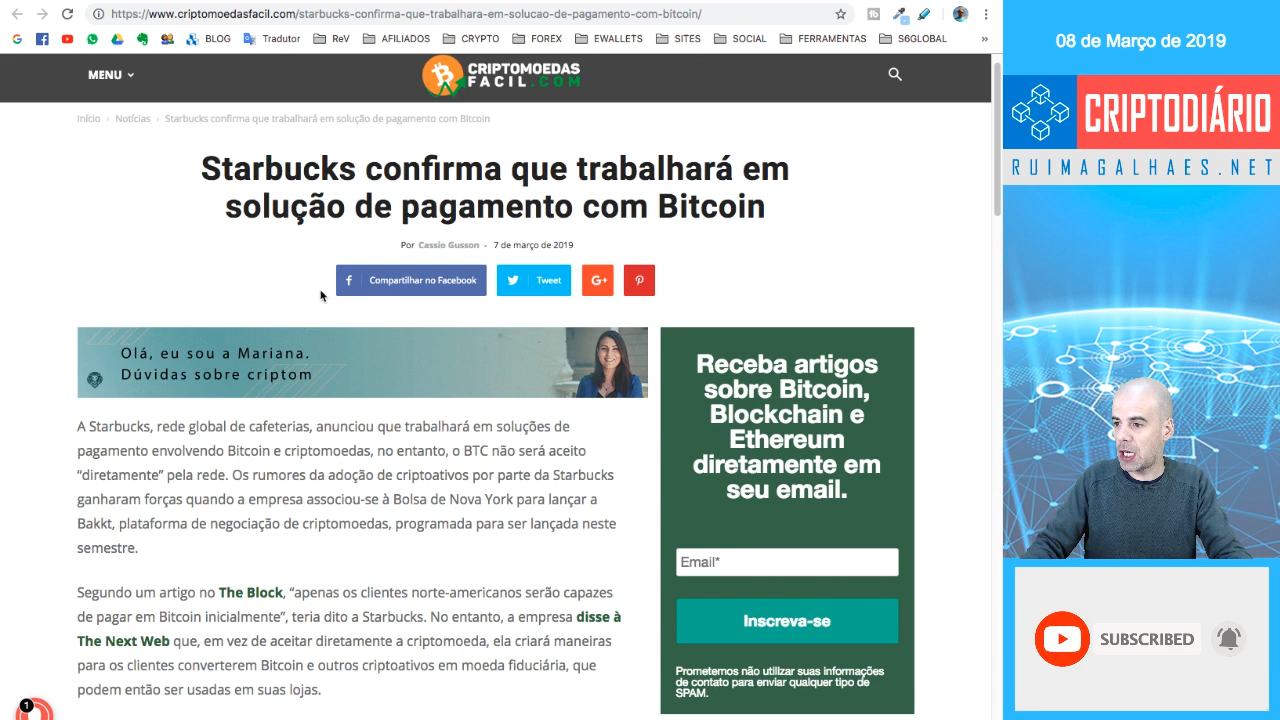 https://www.criptomoedasfacil.com/starbucks-confirma-que-trabalhara-em-solucao-de-pagamento-com-bitcoin/
BLOG
Tradutor
ReV
AFILIADOS
CRYPTO
FOREX
EWALLETS
SITES
SOCIAL
FERRAMENTAS
S6GLOBAL
»
MENU
CRIPTOMOEDAS
FACIL.COM
Início › Notícias › Starbucks confirma que trabalhará em solução de pagamento com Bitcoin
Starbucks confirma que trabalhará em
solução de pagamento com Bitcoin
Por Cassio Gusson - 7 de março de 2019
Compartilhar no Facebook
Tweet
G+
Olá, eu sou a Mariana.
Dúvidas sobre criptom
A Starbucks, rede global de cafeterias, anunciou que trabalhará em soluções de
pagamento envolvendo Bitcoin e criptomoedas, no entanto, o BTC não será aceito
“diretamente” pela rede. Os rumores da adoção de criptoativos por parte da Starbucks
ganharam forças quando a empresa associou-se à Bolsa de Nova York para lançar a
Bakkt, plataforma de negociação de criptomoedas, programada para ser lançada neste
semestre.
Segundo um artigo no The Block, “apenas os clientes norte-americanos serão capazes
de pagar em Bitcoin inicialmente”, teria dito a Starbucks. No entanto, a empresa disse à
The Next Web que, em vez de aceitar diretamente a criptomoeda, ela criará maneiras
para os clientes converterem Bitcoin e outros criptoativos em moeda fiduciária, que
podem então ser usadas em suas lojas.
1
Receba artigos
sobre Bitcoin,
Blockchain e
Ethereum
diretamente em
seu email.
Email*
Inscreva-se
Prometemos não utilizar suas informações
de contato para enviar qualquer tipo de
SPAM.
08 de Março de 2019
CRIPTODIÁRIO
RUIMAGALHAES.NET
SUBSCRIBED